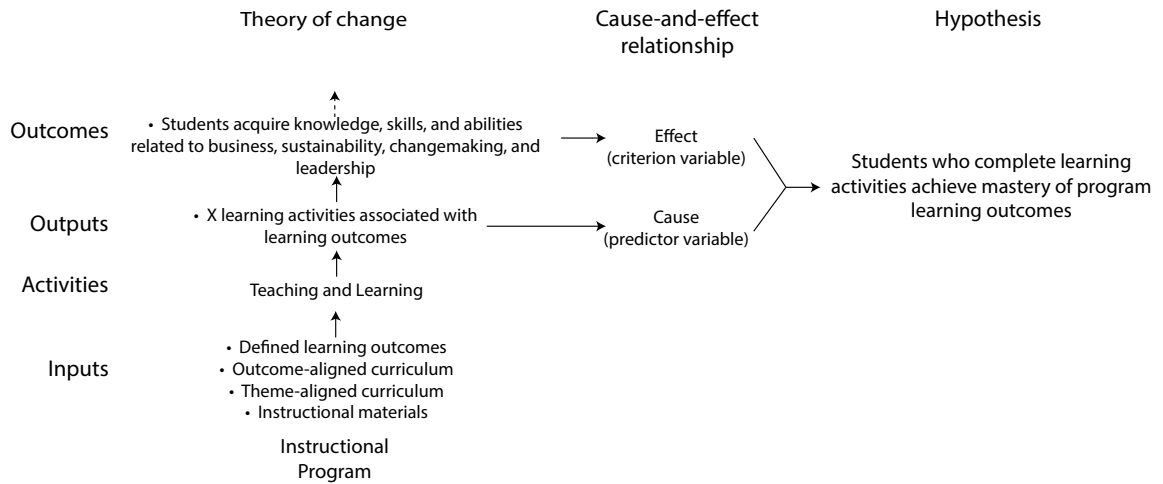 Theory of change
Cause-and-effect
relationship
Hypothesis
Outcomes
• Students acquire knowledge, skills, and abilities
related to business, sustainability, changemaking, and
leadership
Effect
(criterion variable)
Students who complete learning
activities achieve mastery of program
learning outcomes
Outputs
• X learning activities associated with
learning outcomes
Cause
(predictor variable)
Activities
Teaching and Learning
Inputs
• Defined learning outcomes
• Outcome-aligned curriculum
• Theme-aligned curriculum
• Instructional materials
Instructional
Program